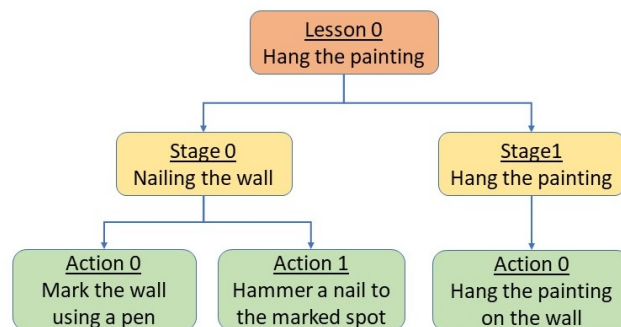 Lesson 0
Hang the painting
Stage 0
Nailing the wall
Stage1
Hang the painting
Action 0
Mark the wall
using a pen
Action 1
Hammer a nail to
the marked spot
Action 0
Hang the painting
on the wall